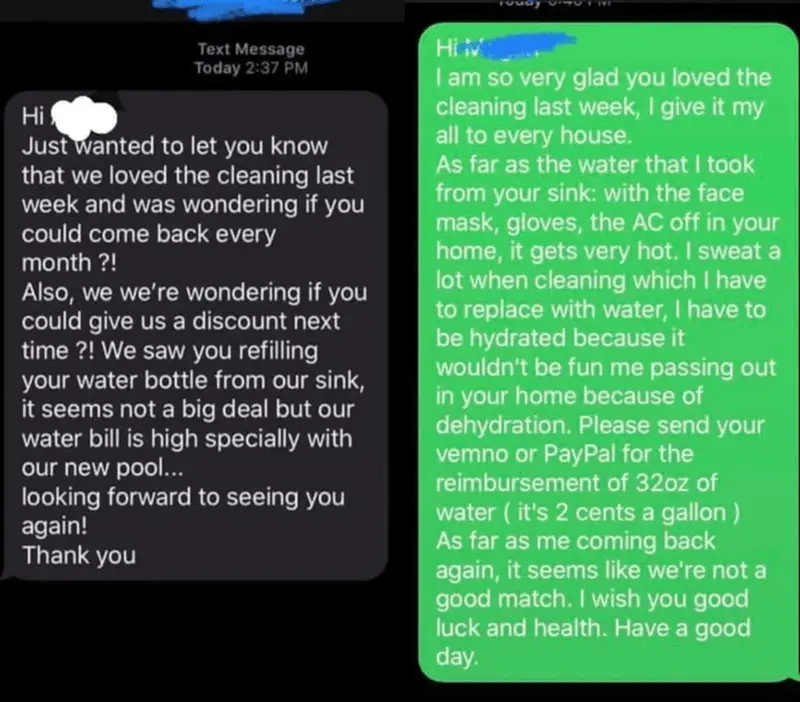 Text Message
Today 2:37 PM
Hi
Just wanted to let you know
that we loved the cleaning last
week and was wondering if you
could come back every
month ?!
Also, we we're wondering if you
could give us a discount next
time ?! We saw you refilling
your water bottle from our sink,
it seems not a big deal but our
water bill is high specially with
our new pool...
looking forward to seeing you
again!
Thank you
Hi
I am so very glad you loved the
cleaning last week, I give it my
all to every house.
As far as the water that I took
from your sink: with the face
mask, gloves, the AC off in your
home, it gets very hot. I sweat a
lot when cleaning which I have
to replace with water, I have to
be hydrated because it
wouldn't be fun me passing out
in your home because of
dehydration. Please send your
vemno or PayPal for the
reimbursement of 32oz of
water ( it's 2 cents a gallon )
As far as me coming back
again, it seems like we're not a
good match. I wish you good
luck and health. Have a good
day.